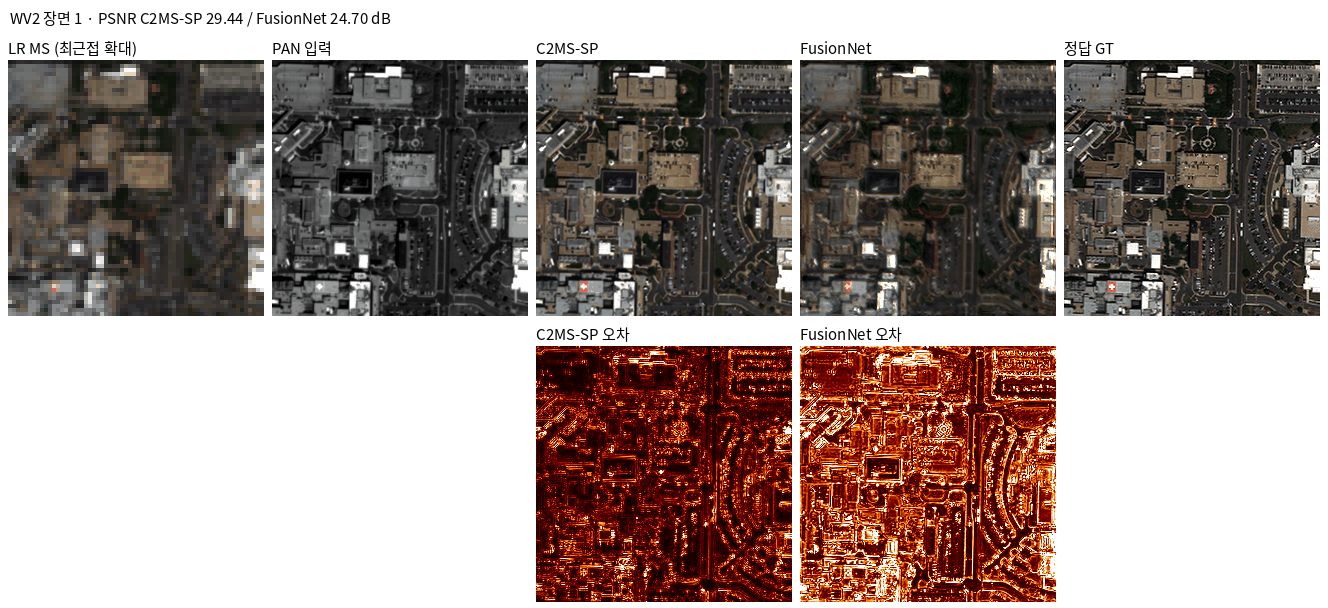 WV2 장면 1 · PSNR C2MS-SP 29.44 / FusionNet 24.70 dB
LR MS (최근접 확대)
PAN 입력
C2MS-SP
FusionNet
정답 GT
C2MS-SP 오차
FusionNet 오차